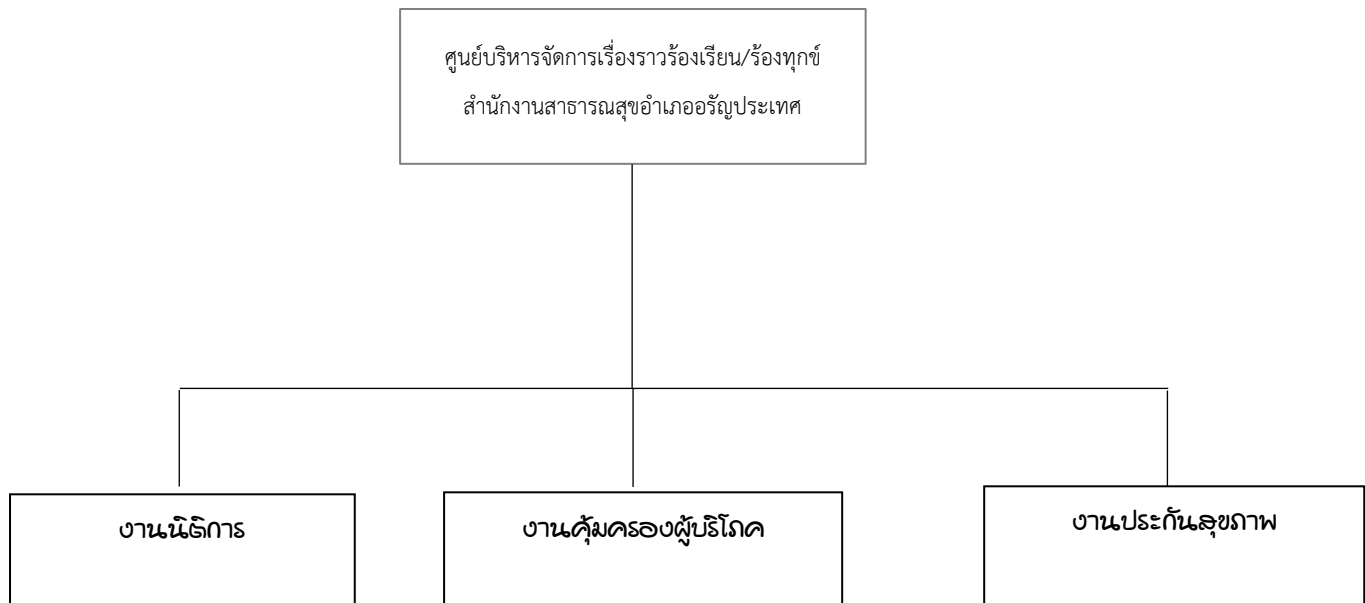 ศูนย์บริหารจัดการเรื่องราวร้องเรียน/ร้องทุกข์
สำนักงานสาธารณสุขอำเภออรัญประเทศ
งานนิติการ
งานคุ้มครองผู้บริโภค
งานประกันสุขภาพ